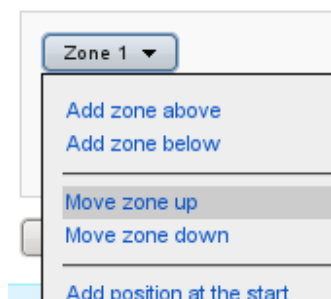 Zone 1
Add zone above
Add zone below
Move zone up
Move zone down
Add position at the start